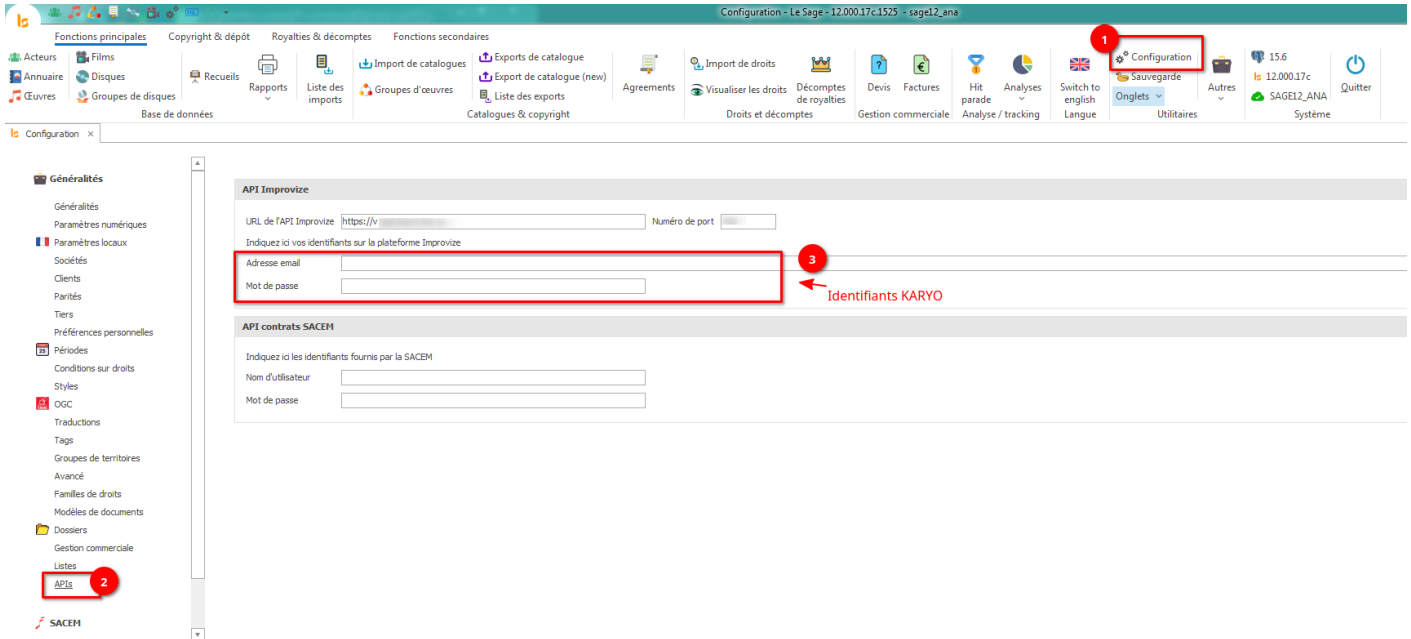 Configuration - Le Sage - 12.000.17c.1525 - sage12_ana
ls
Fonctions principales Copyright & dépôt Royalties & décomptes Fonctions secondaires
1
Acteurs Films Import de catalogues Exports de catalogue Import de droits Configuration 15.6
Annuaire Disques Recueils Rapports Liste des imports Groupes d'œuvres Export de catalogue (new) Agreements Visualiser les droits Décomptes de royalties Devis Factures Hit parade Analyses Switch to english Sauvegarde Autres ls 12.000.17c Quitter
Œuvres Groupes de disques Liste des exports Onglets SAGE12_ANA
Base de données Catalogues & copyright Droits et décomptes Gestion commerciale Analyse / tracking Langue Utilitaires Système
ls Configuration ×
Généralités
Généralités
Paramètres numériques
Paramètres locaux
Sociétés
Clients
Parités
Tiers
Préférences personnelles
25 Périodes
Conditions sur droits
Styles
OGC
Traductions
Tags
Groupes de territoires
Avancé
Familles de droits
Modèles de documents
Dossiers
Gestion commerciale
Listes
APIs 2
SACEM
API Improvize
URL de l'API Improvize https://v Numéro de port
Indiquez ici vos identifiants sur la plateforme Improvize
Adresse email 3
Mot de passe
Identifiants KARYO
API contrats SACEM
Indiquez ici les identifiants fournis par la SACEM
Nom d'utilisateur
Mot de passe